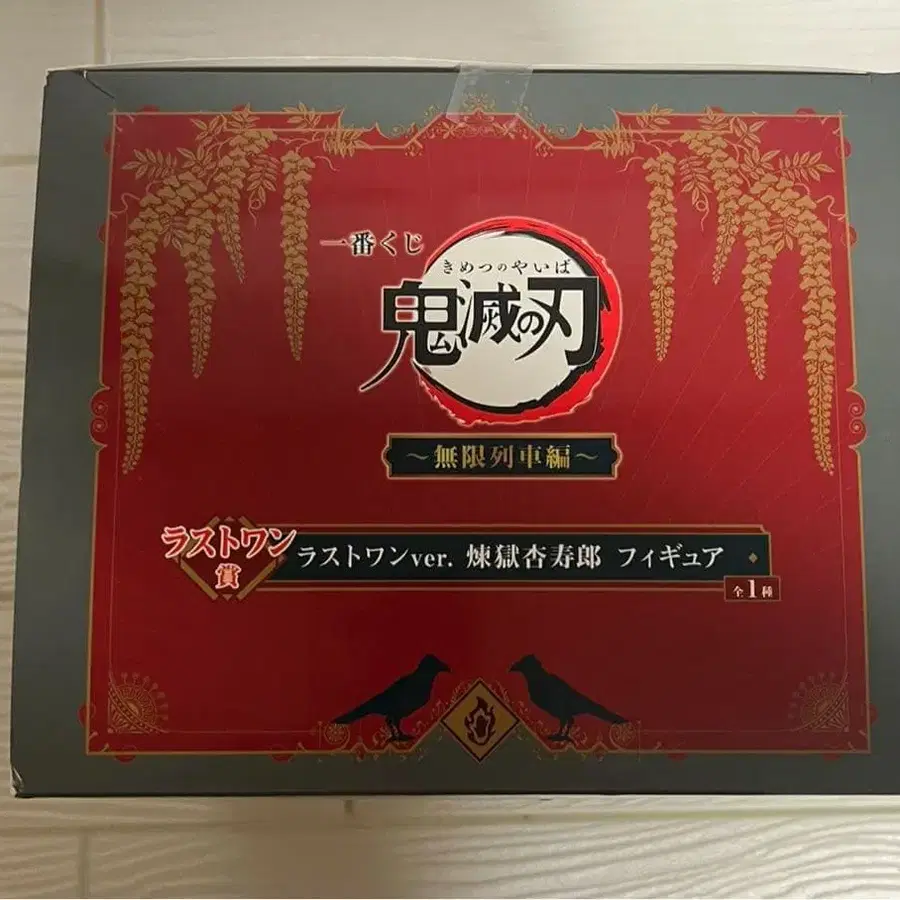 一番くじ
きめつのやいば
鬼滅の刃
～無限列車編～
ラストワン賞
ラストワンver. 煉獄杏寿郎 フィギュア
全1種